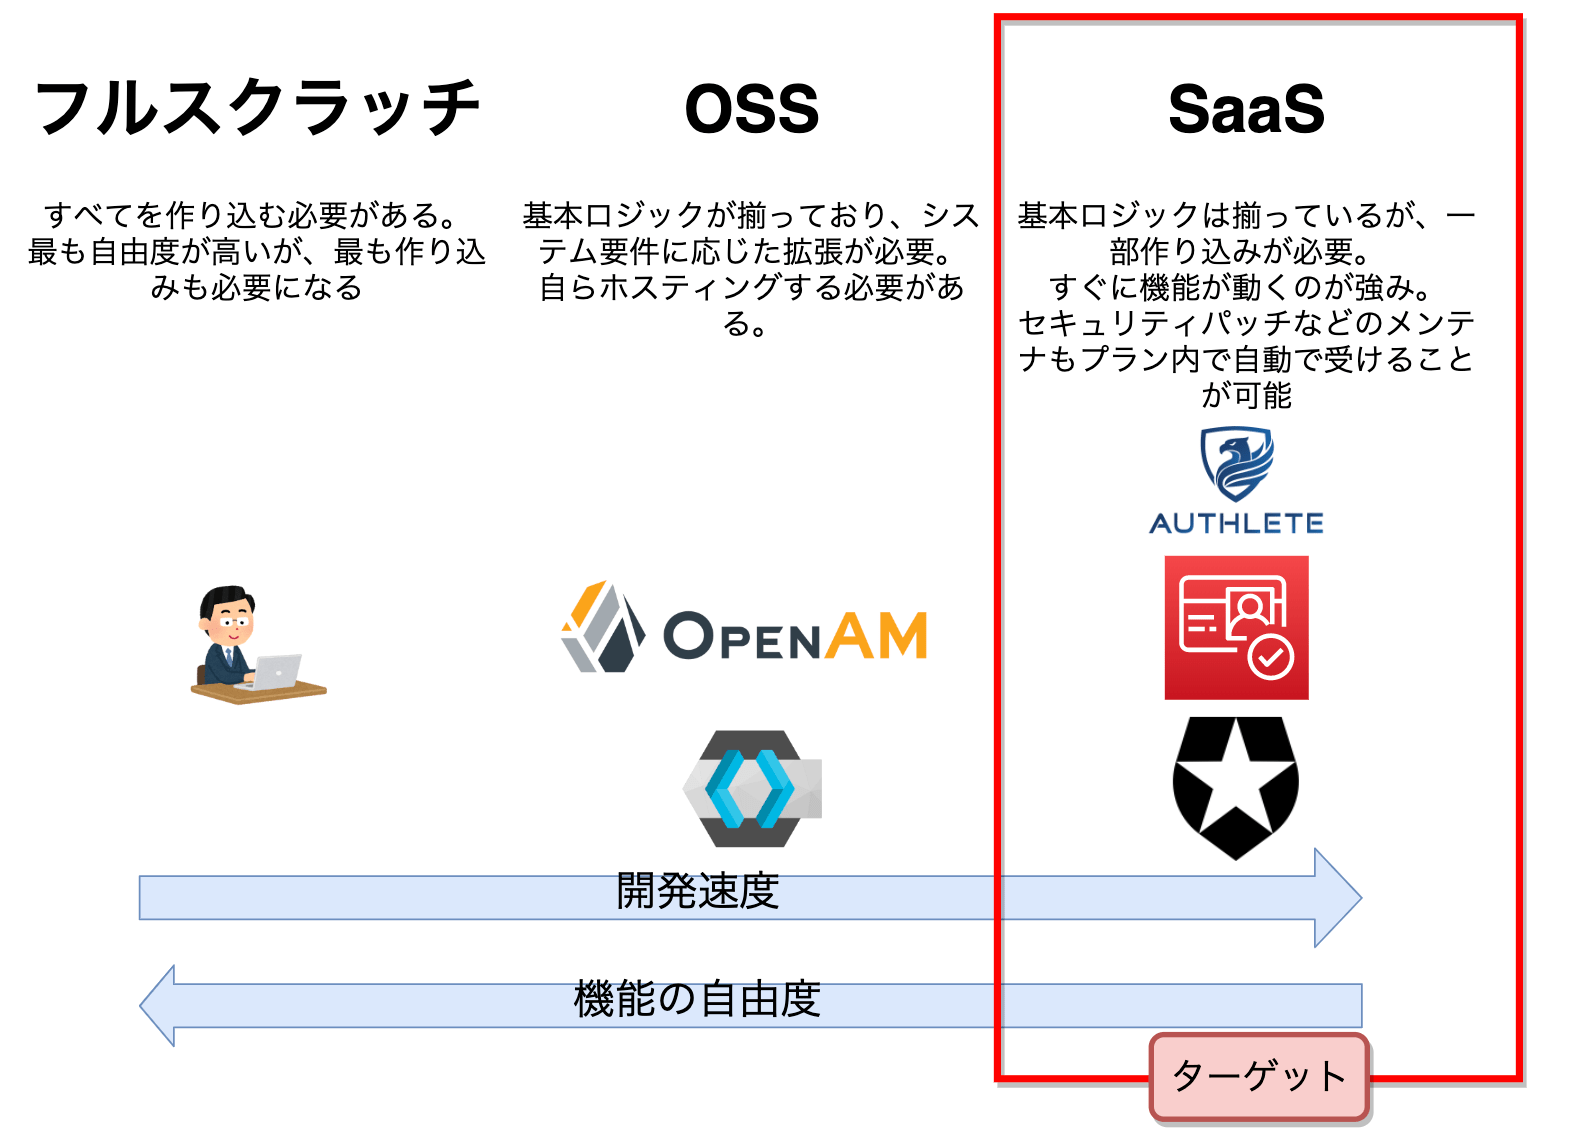 フルスクラッチ
すべてを作り込む必要がある。
最も自由度が高いが、最も作り込
みも必要になる
OSS
基本ロジックが揃っており、シス
テム要件に応じた拡張が必要。
自らホスティングする必要があ
る。
OPENAM
SaaS
基本ロジックは揃っているが、一
部作り込みが必要。
すぐに機能が動くのが強み。
セキュリティパッチなどのメンテ
ナもプラン内で自動で受けること
が可能
AUTHLETE
開発速度
機能の自由度
ターゲット